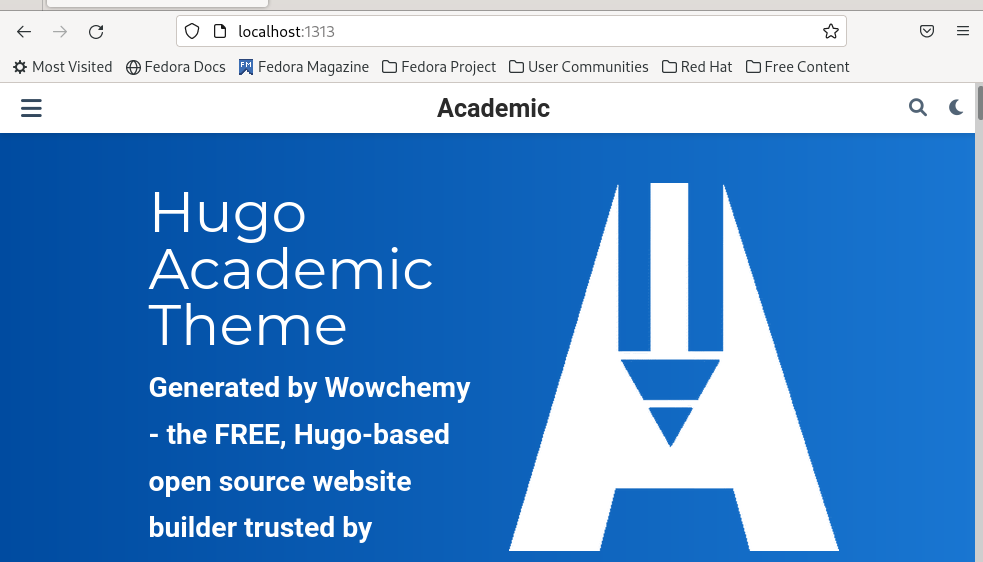 localhost:1313
Most Visited Fedora Docs FM Fedora Magazine Fedora Project User Communities Red Hat Free Content
Academic
Hugo
Academic
Theme
Generated by Wowchemy
- the FREE, Hugo-based
open source website
builder trusted by